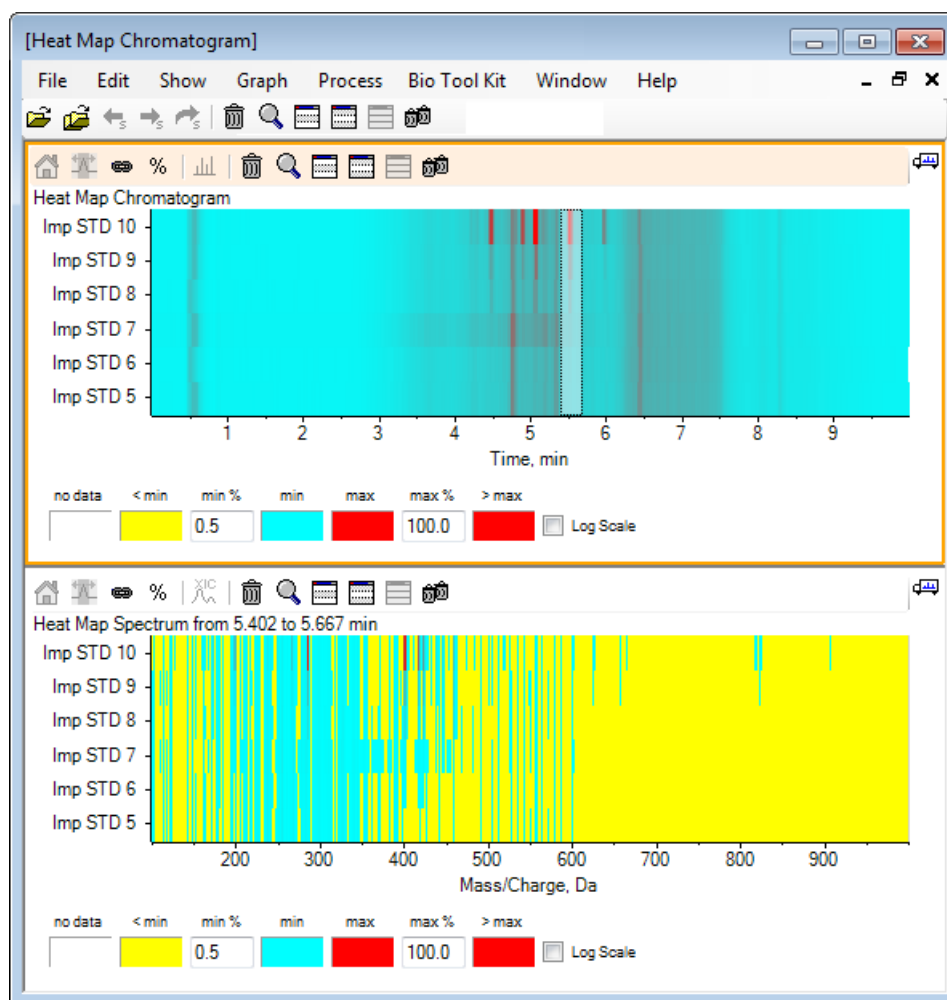 [Heat Map Chromatogram]
File Edit Show Graph Process Bio Tool Kit Window Help
%
Heat Map Chromatogram
Imp STD 10
Imp STD 9
Imp STD 8
Imp STD 7
Imp STD 6
Imp STD 5
1 2 3 4 5 6 7 8 9
Time, min
no data < min min % min max max % > max
0.5 100.0 Log Scale
XIC
%
Heat Map Spectrum from 5.402 to 5.667 min
Imp STD 10
Imp STD 9
Imp STD 8
Imp STD 7
Imp STD 6
Imp STD 5
200 300 400 500 600 700 800 900
Mass/Charge, Da
no data < min min % min max max % > max
0.5 100.0 Log Scale